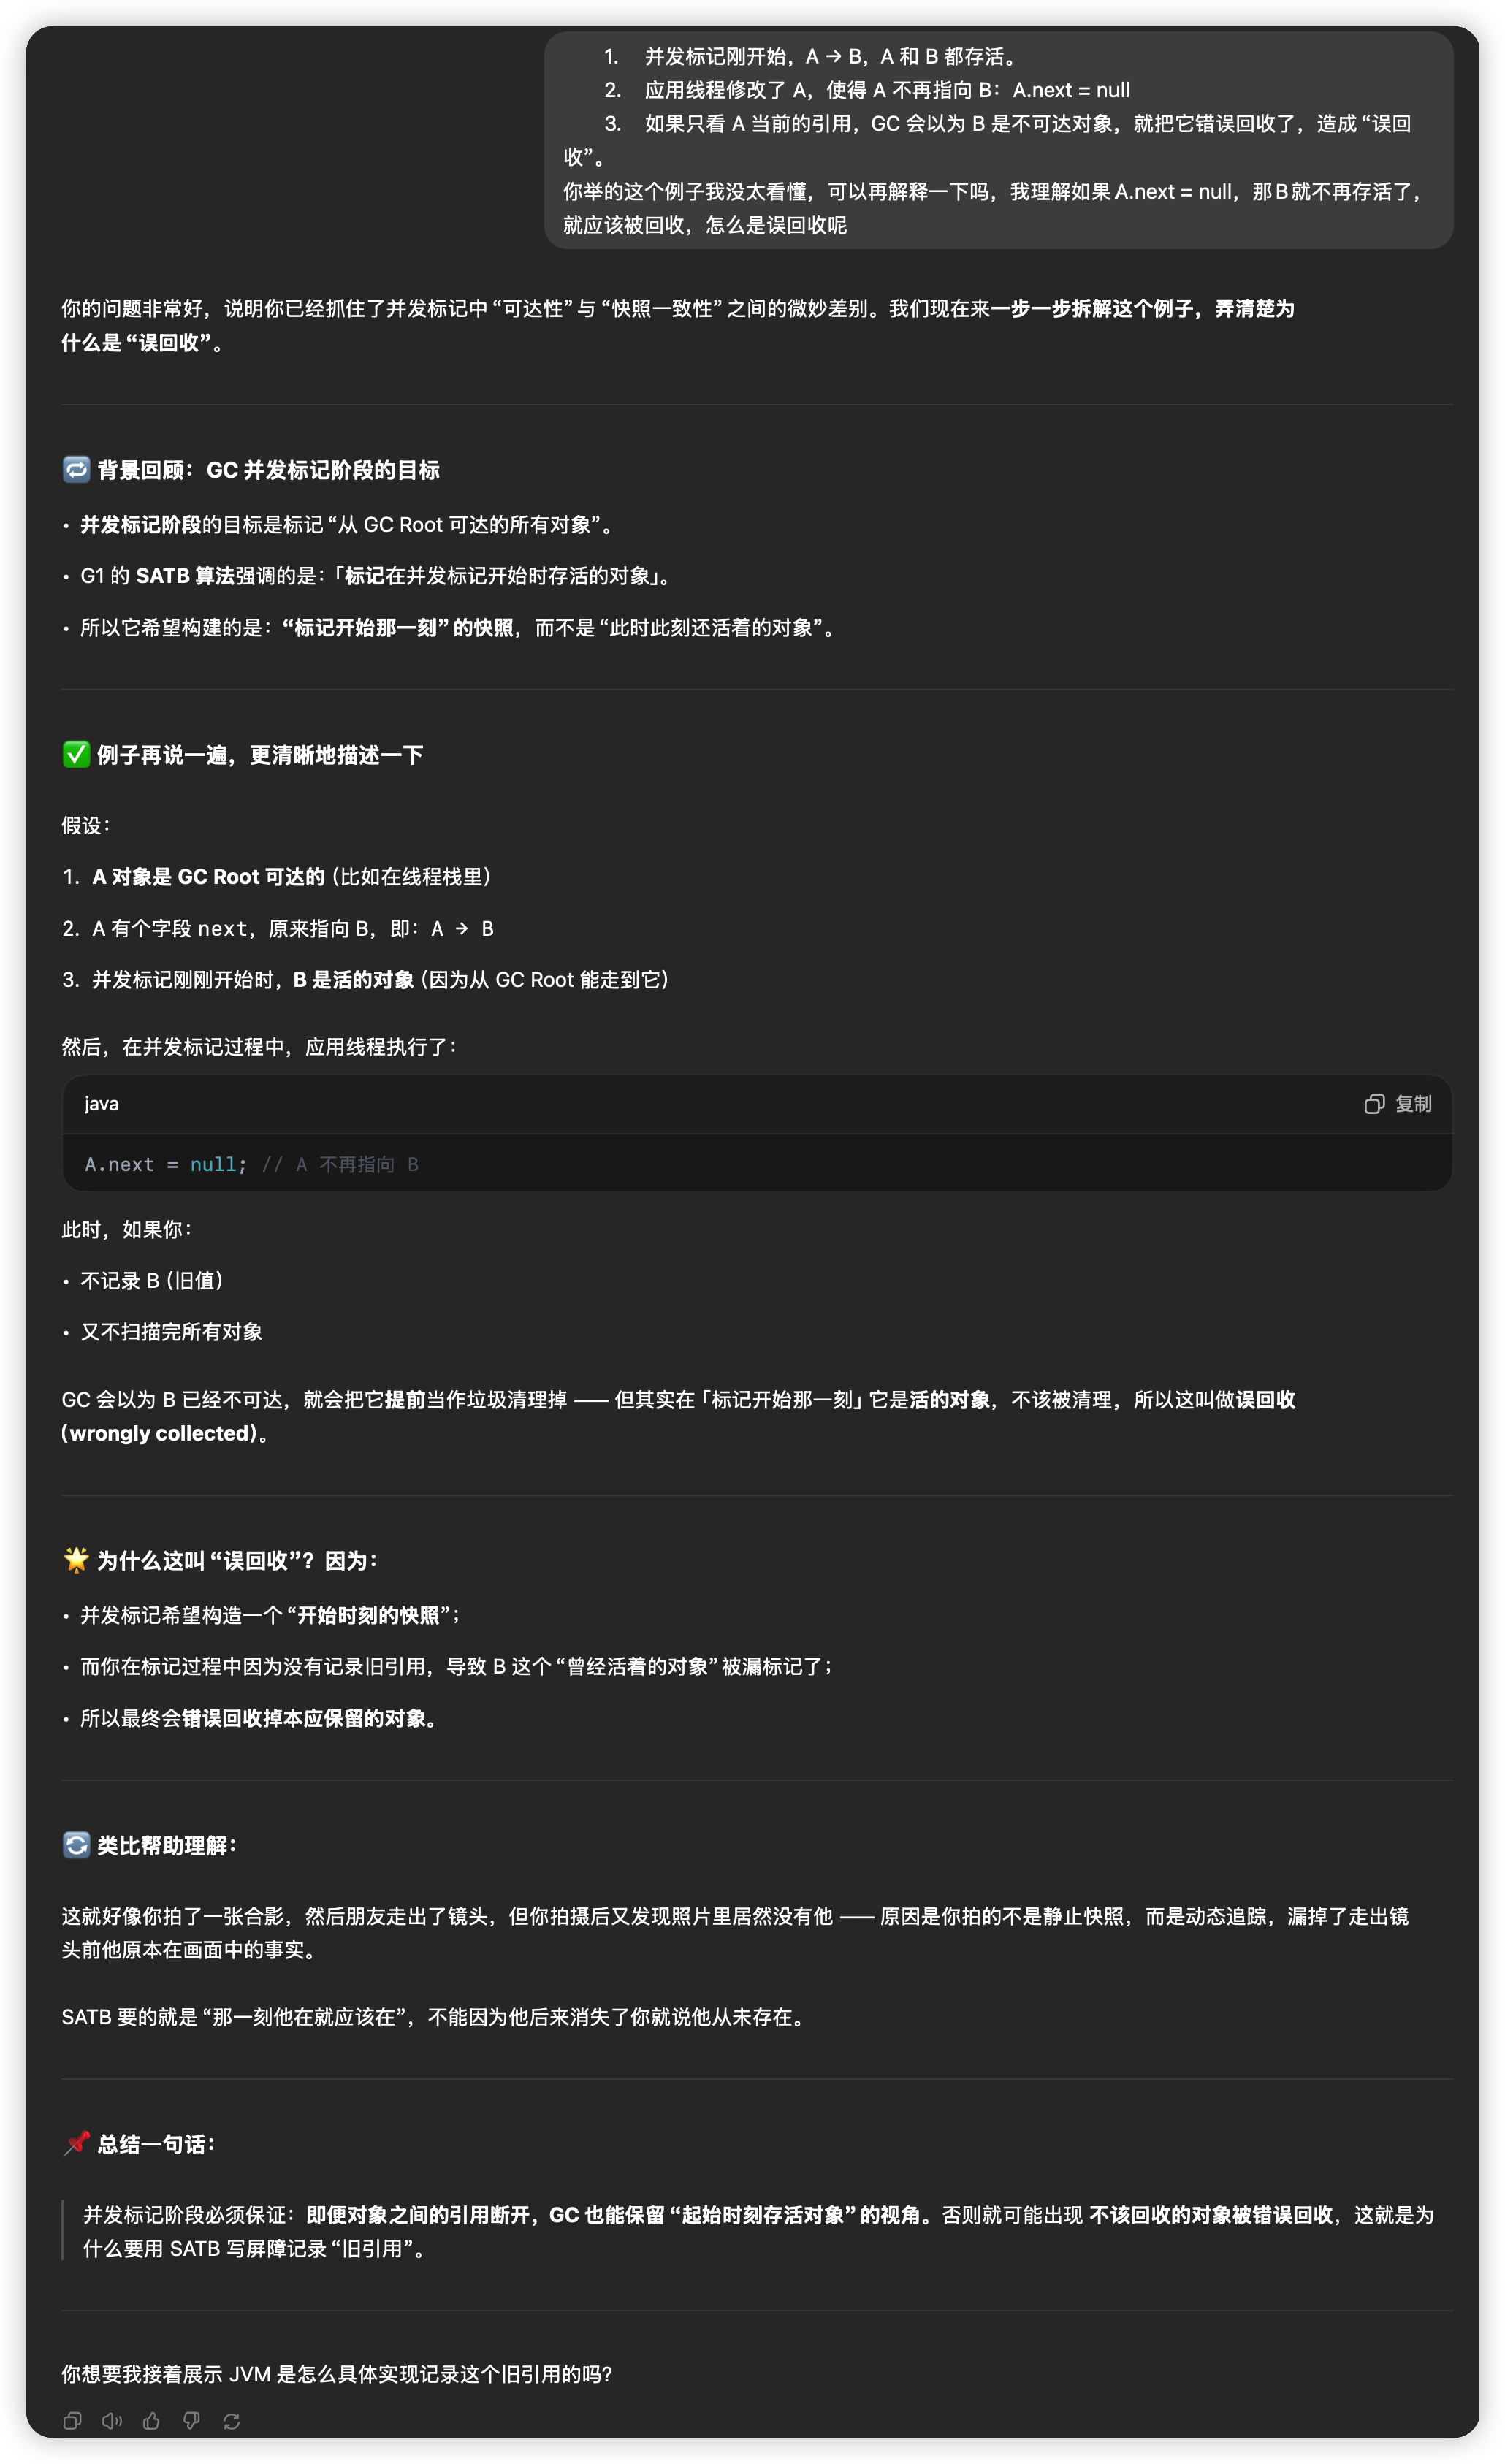 1. 并发标记刚开始，A → B，A 和 B 都存活。
2. 应用线程修改了 A，使得 A 不再指向 B：A.next = null
3. 如果只看 A 当前的引用，GC 会以为 B 是不可达对象，就把它错误回收了，造成“误回
收”。
你举的这个例子我没太看懂，可以再解释一下吗，我理解如果A.next = null，那B就不再存活了，
就应该被回收，怎么是误回收呢
你的问题非常好，说明你已经抓住了并发标记中“可达性”与“快照一致性”之间的微妙差别。我们现在来一步一步拆解这个例子，弄清楚为
什么是“误回收”。
🔁 背景回顾：GC 并发标记阶段的目标
• 并发标记阶段的目标是标记“从 GC Root 可达的所有对象”。
• G1 的 SATB 算法强调的是：「标记在并发标记开始时存活的对象」。
• 所以它希望构建的是：“标记开始那一刻”的快照，而不是“此时此刻还活着的对象”。
✅ 例子再说一遍，更清晰地描述一下
假设：
1. A 对象是 GC Root 可达的（比如在线程栈里）
2. A 有个字段 next，原来指向 B，即：A → B
3. 并发标记刚刚开始时，B 是活的对象（因为从 GC Root 能走到它）
然后，在并发标记过程中，应用线程执行了：
java 复制
A.next = null; // A 不再指向 B
此时，如果你：
• 不记录 B（旧值）
• 又不扫描完所有对象
GC 会以为 B 已经不可达，就会把它提前当作垃圾清理掉 —— 但其实在「标记开始那一刻」它是活的对象，不该被清理，所以这叫做误回收
（wrongly collected）。
🌟 为什么这叫“误回收”？因为：
• 并发标记希望构造一个“开始时刻的快照”；
• 而你在标记过程中因为没有记录旧引用，导致 B 这个“曾经活着的对象”被漏标记了；
• 所以最终会错误回收掉本应保留的对象。
🔄 类比帮助理解：
这就好像你拍了一张合影，然后朋友走出了镜头，但你拍摄后又发现照片里居然没有他 —— 原因是你拍的不是静止快照，而是动态追踪，漏掉了走出镜
头前他原本在画面中的事实。
SATB 要的就是“那一刻他在就应该在”，不能因为他后来消失了你就说他从未存在。
📌 总结一句话：
并发标记阶段必须保证：即便对象之间的引用断开，GC 也能保留“起始时刻存活对象”的视角。否则就可能出现 不该回收的对象被错误回收，这就是为
什么要用 SATB 写屏障记录“旧引用”。
你想要我接着展示 JVM 是怎么具体实现记录这个旧引用的吗？